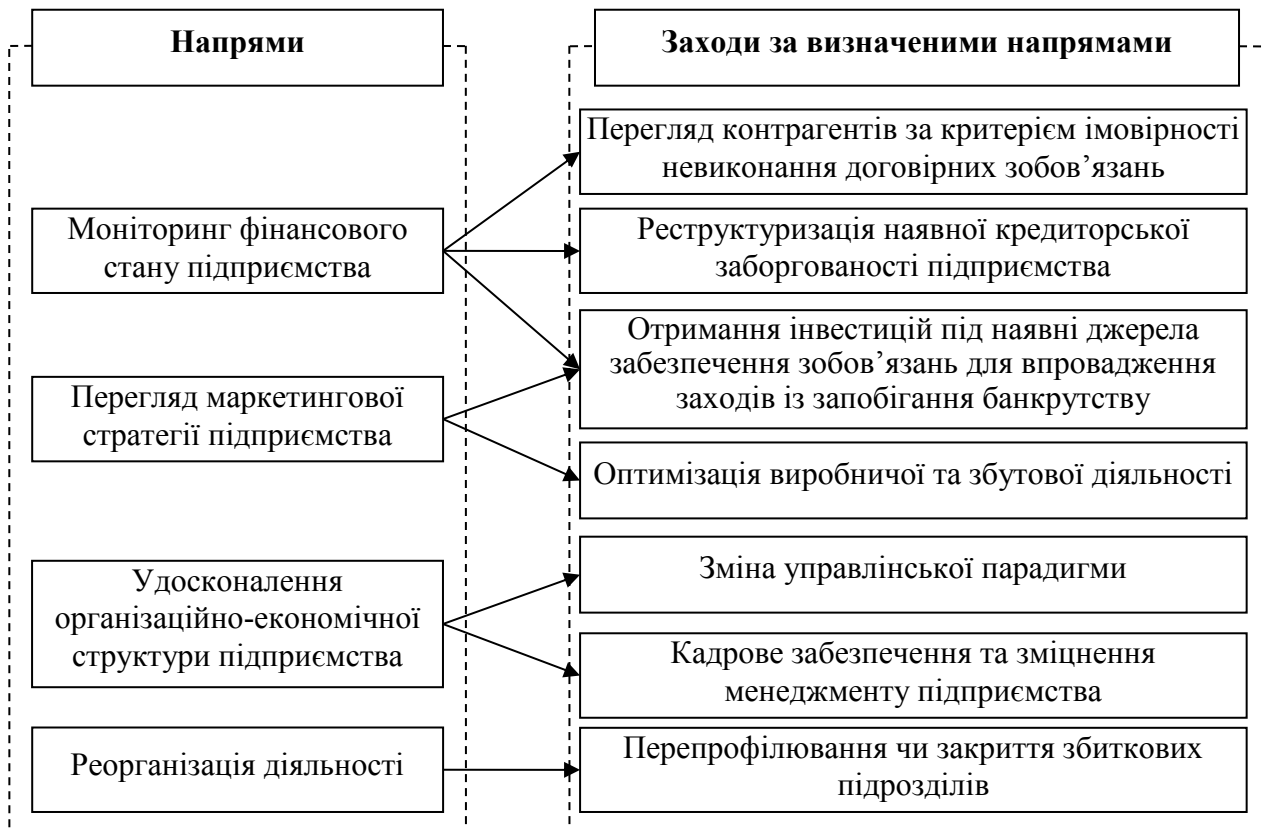 Напрями
Заходи за визначеними напрямами
Моніторинг фінансового
стану підприємства
Перегляд маркетингової
стратегії підприємства
Удосконалення
організаційно-економічної
структури підприємства
Реорганізація діяльності
Перегляд контрагентів за критерієм імовірності
невиконання договірних зобов’язань
Реструктуризація наявної кредиторської
заборгованості підприємства
Отримання інвестицій під наявні джерела
забезпечення зобов’язань для впровадження
заходів із запобігання банкрутству
Оптимізація виробничої та збутової діяльності
Зміна управлінської парадигми
Кадрове забезпечення та зміцнення
менеджменту підприємства
Перепрофілювання чи закриття збиткових
підрозділів